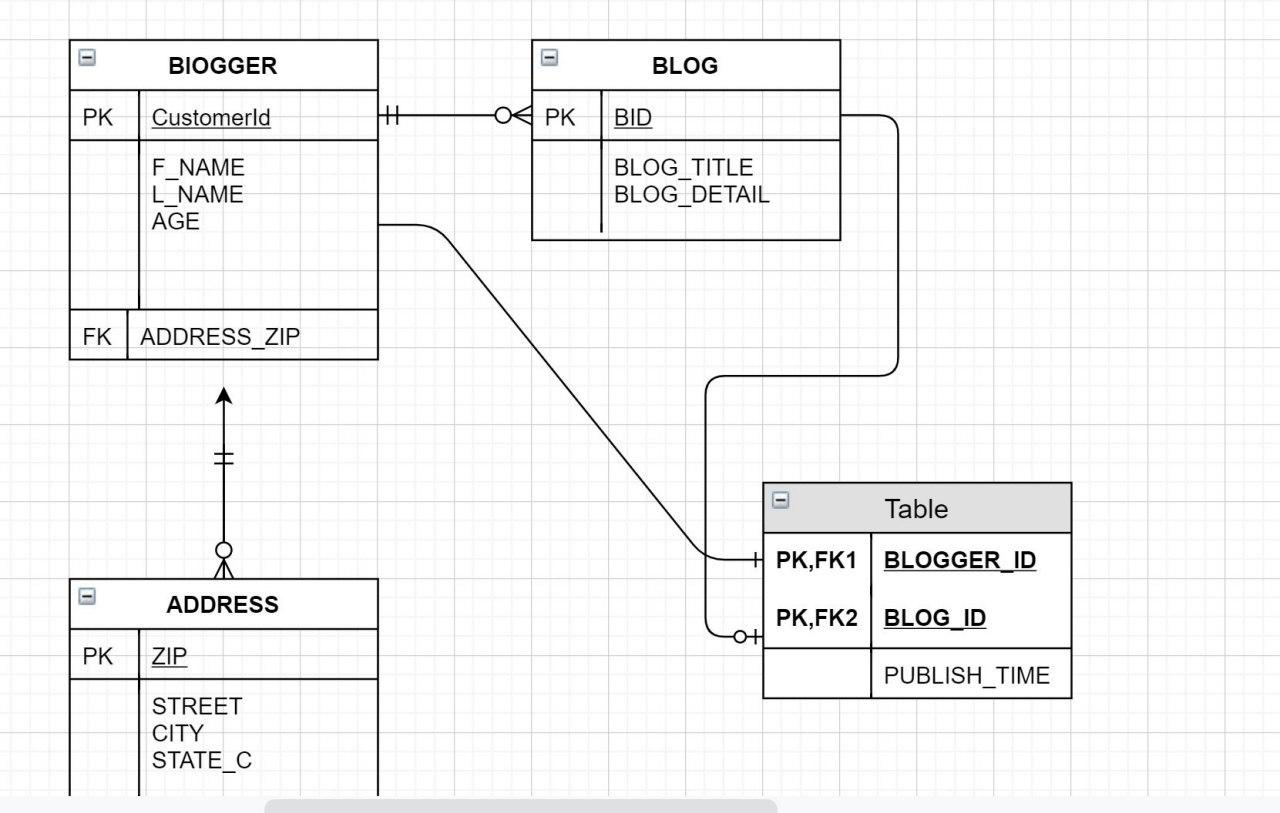 BIOGGER
PK CustomerId
F_NAME
L_NAME
AGE
FK ADDRESS_ZIP
BLOG
PK BID
BLOG_TITLE
BLOG_DETAIL
ADDRESS
PK ZIP
STREET
CITY
STATE_C
Table
PK,FK1 BLOGGER_ID
PK,FK2 BLOG_ID
PUBLISH_TIME